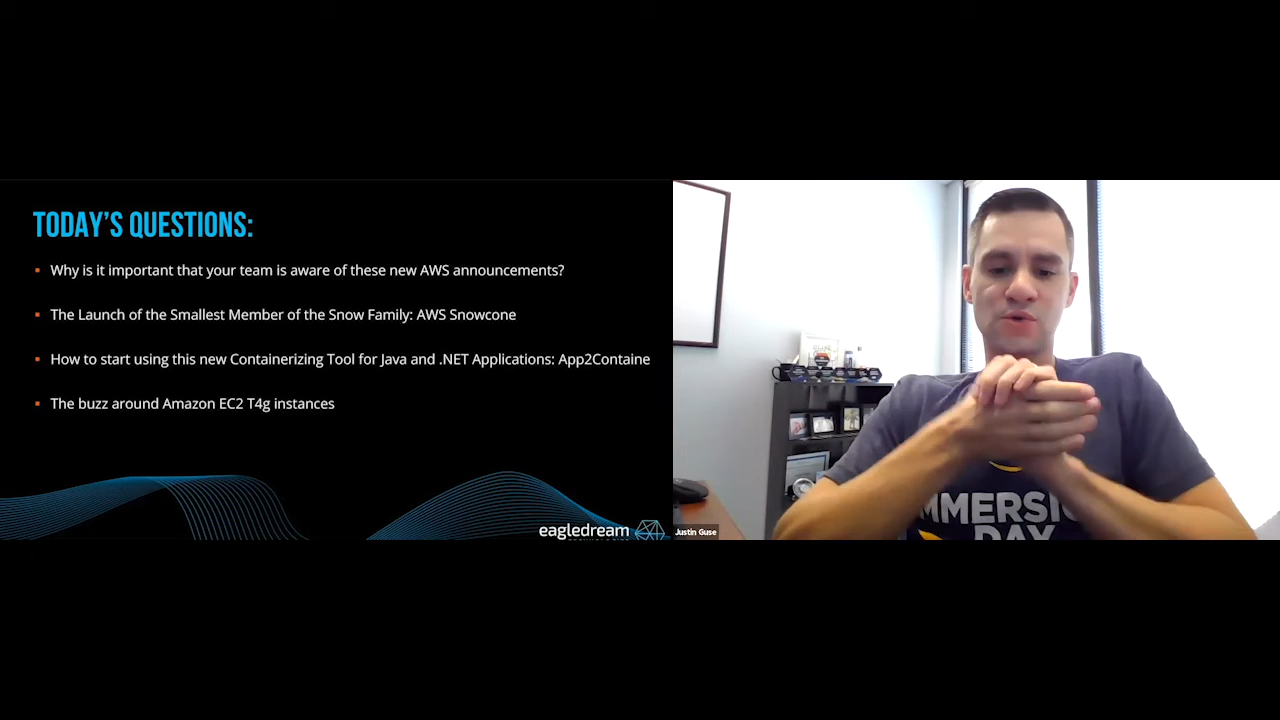 TODAY'S QUESTIONS:
Why is it important that your team is aware of these new AWS announcements?
The Launch of the Smallest Member of the Snow Family: AWS Snowcone
How to start using this new Containerizing Tool for Java and .NET Applications: App2Containe
The buzz around Amazon EC2 T4g instances
eagledream
Justin Guse
MMERSIO
DAY